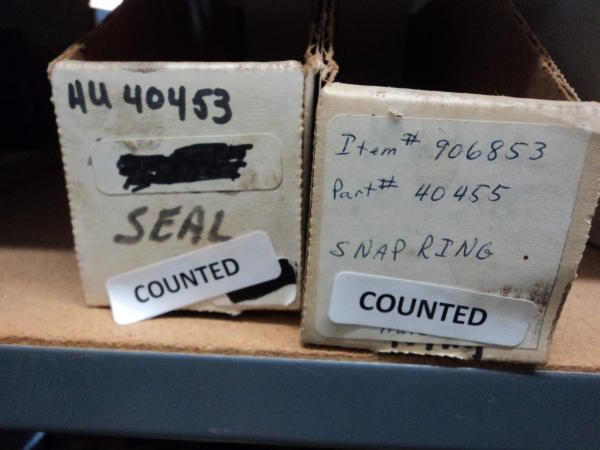 HU 40453
SEAL
COUNTED
Item# 906853
Part# 40455
SNAP RING.
COUNTED